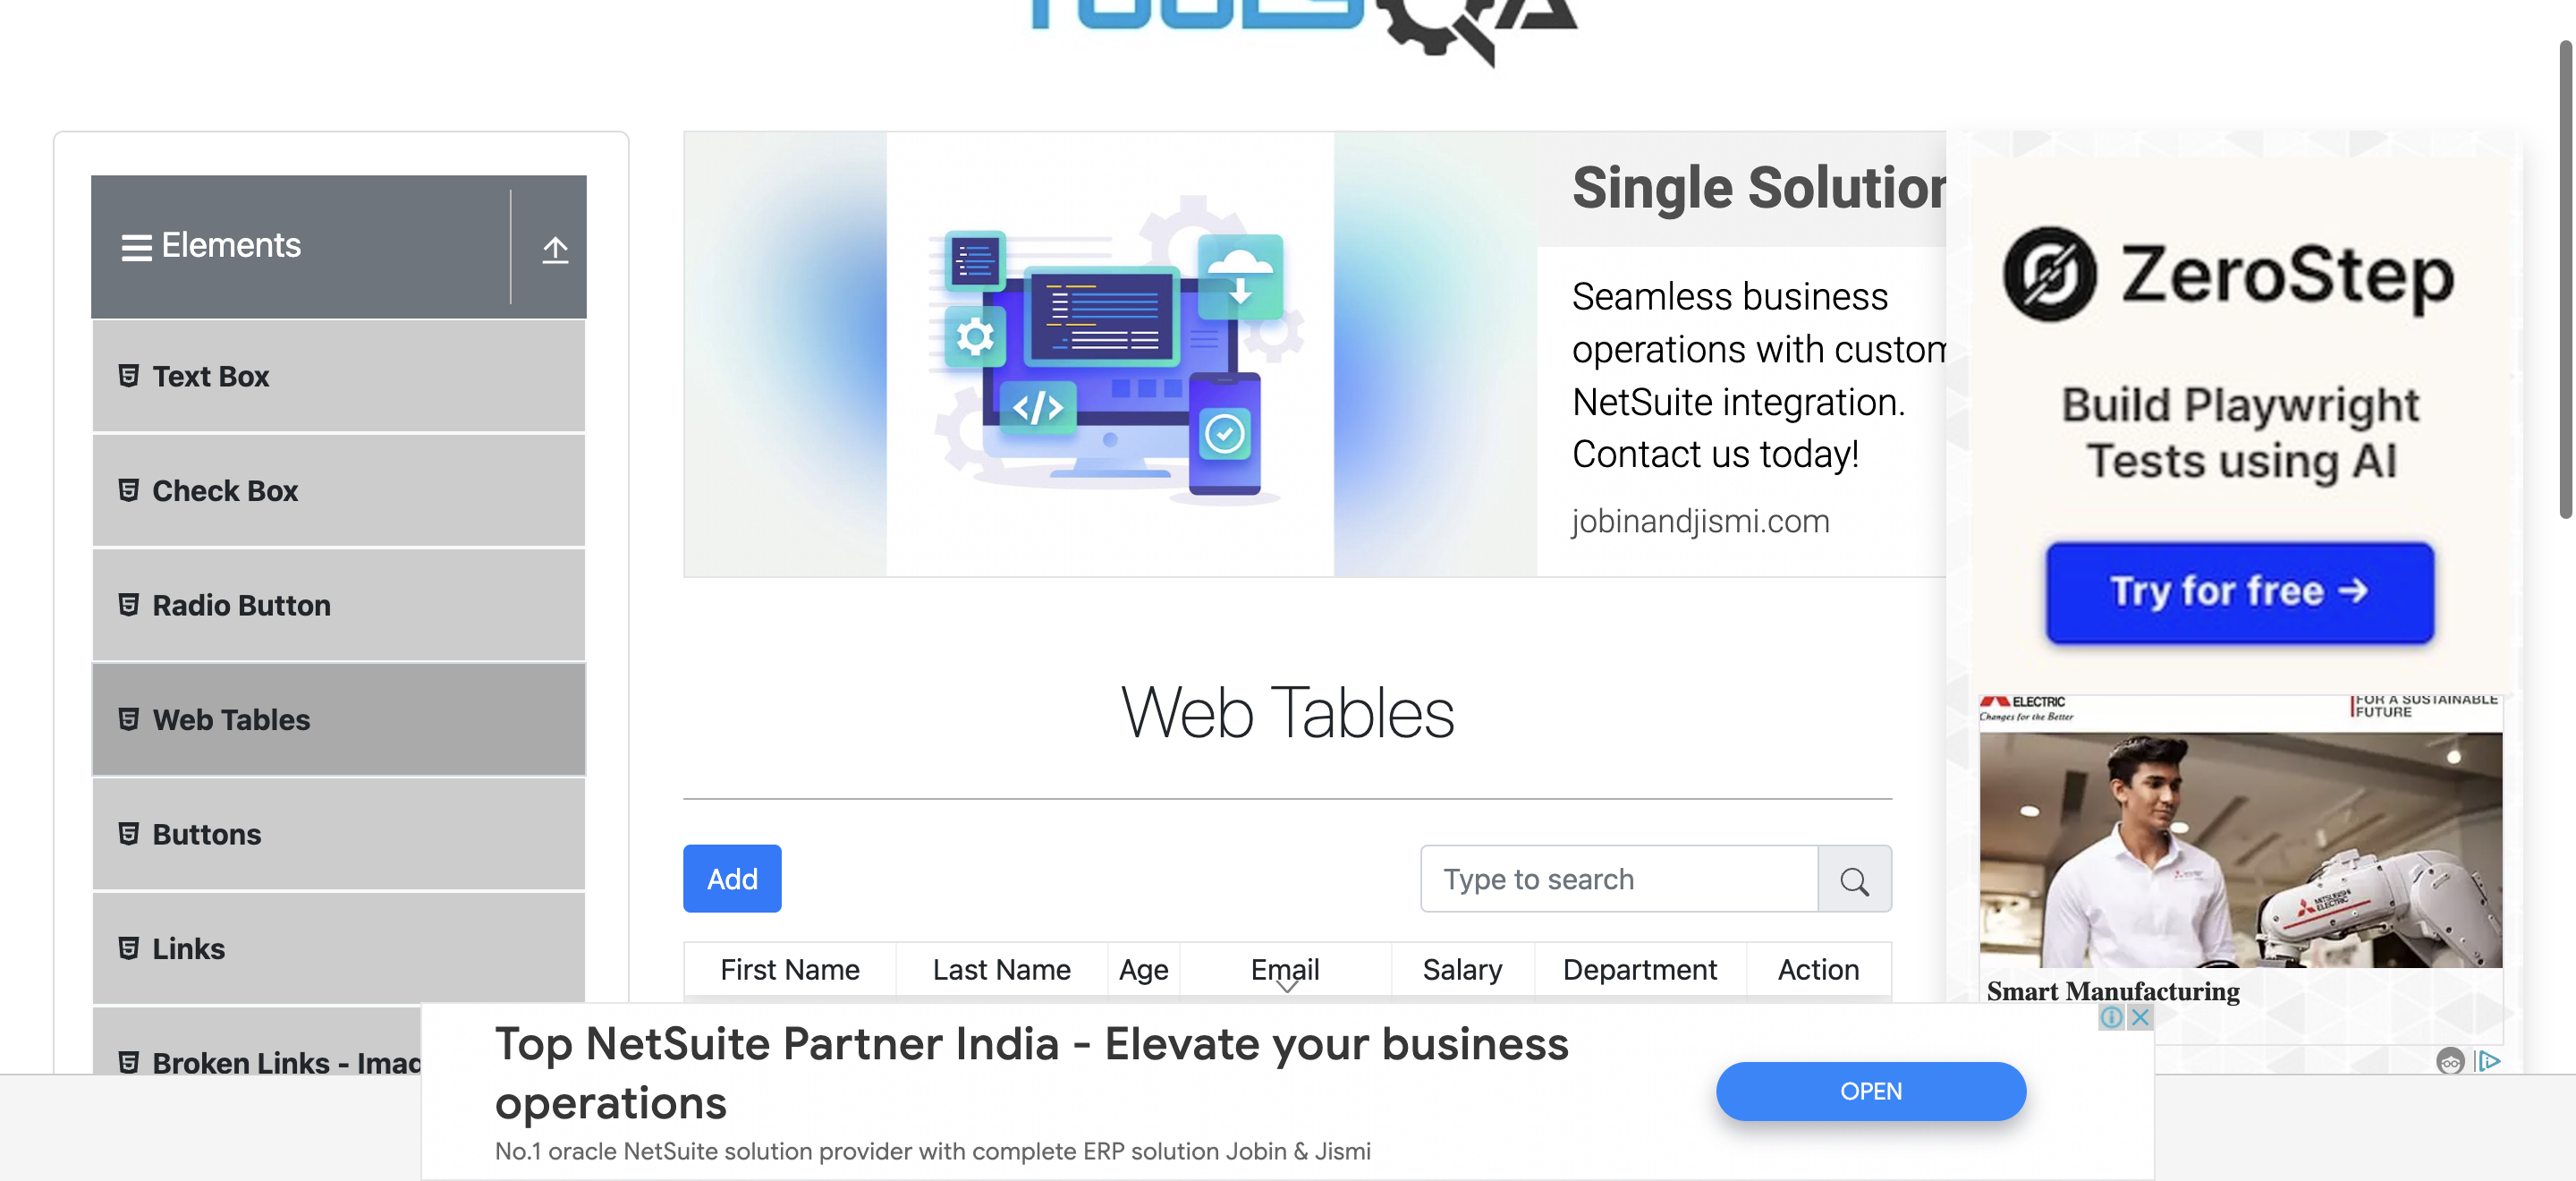 TOOLSQA
Elements
Text Box
Check Box
Radio Button
Web Tables
Buttons
Links
Broken Links - Imag
Single Solution
Seamless business
operations with custom
NetSuite integration.
Contact us today!
jobinandjismi.com
Web Tables
Add
Type to search
First Name Last Name Age Email Salary Department Action
ZeroStep
Build Playwright
Tests using AI
Try for free →
ELECTRIC
Changes for the Better
FOR A SUSTAINABLE
FUTURE
MITSUBISHI
ELECTRIC
Smart Manufacturing
Top NetSuite Partner India - Elevate your business
operations
No.1 oracle NetSuite solution provider with complete ERP solution Jobin & Jismi
OPEN